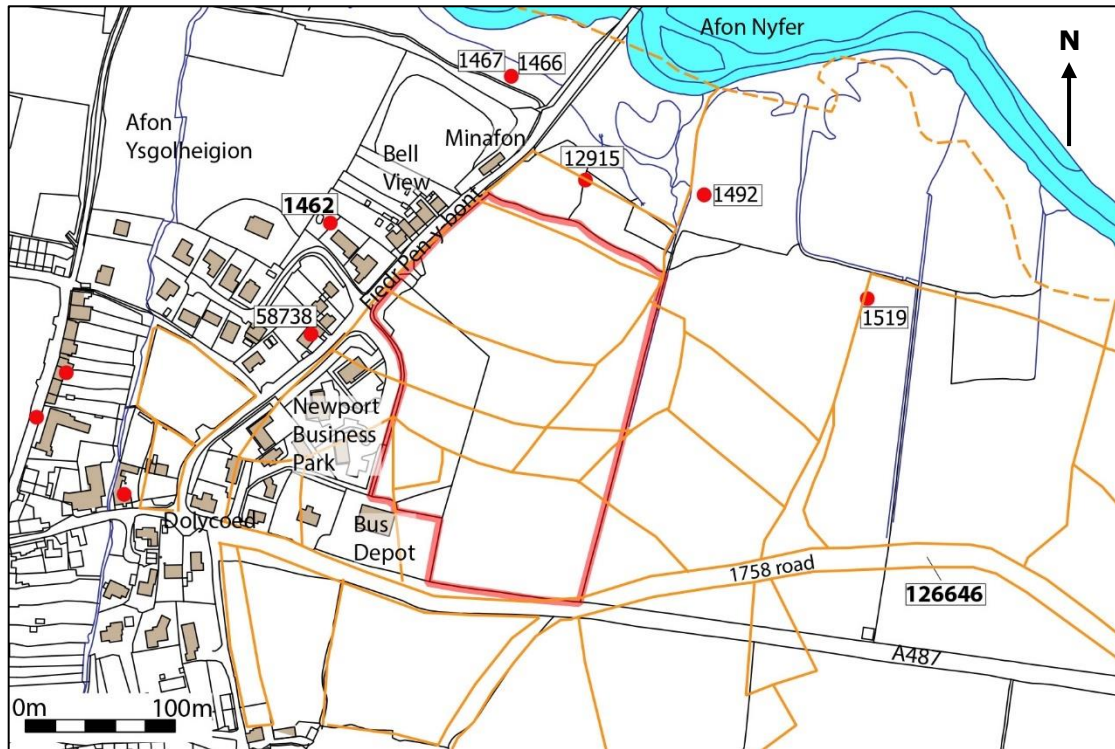 Afon Nyfer
N
1467
1466
Afon
Ysgolheigion
Minafon
Bell
View
12915
1492
1462
Fiedr Pen-y-bont
58738
1519
Newport
Business
Park
Dolycoed
Bus
Depot
1758 road
126646
A487
0m
100m